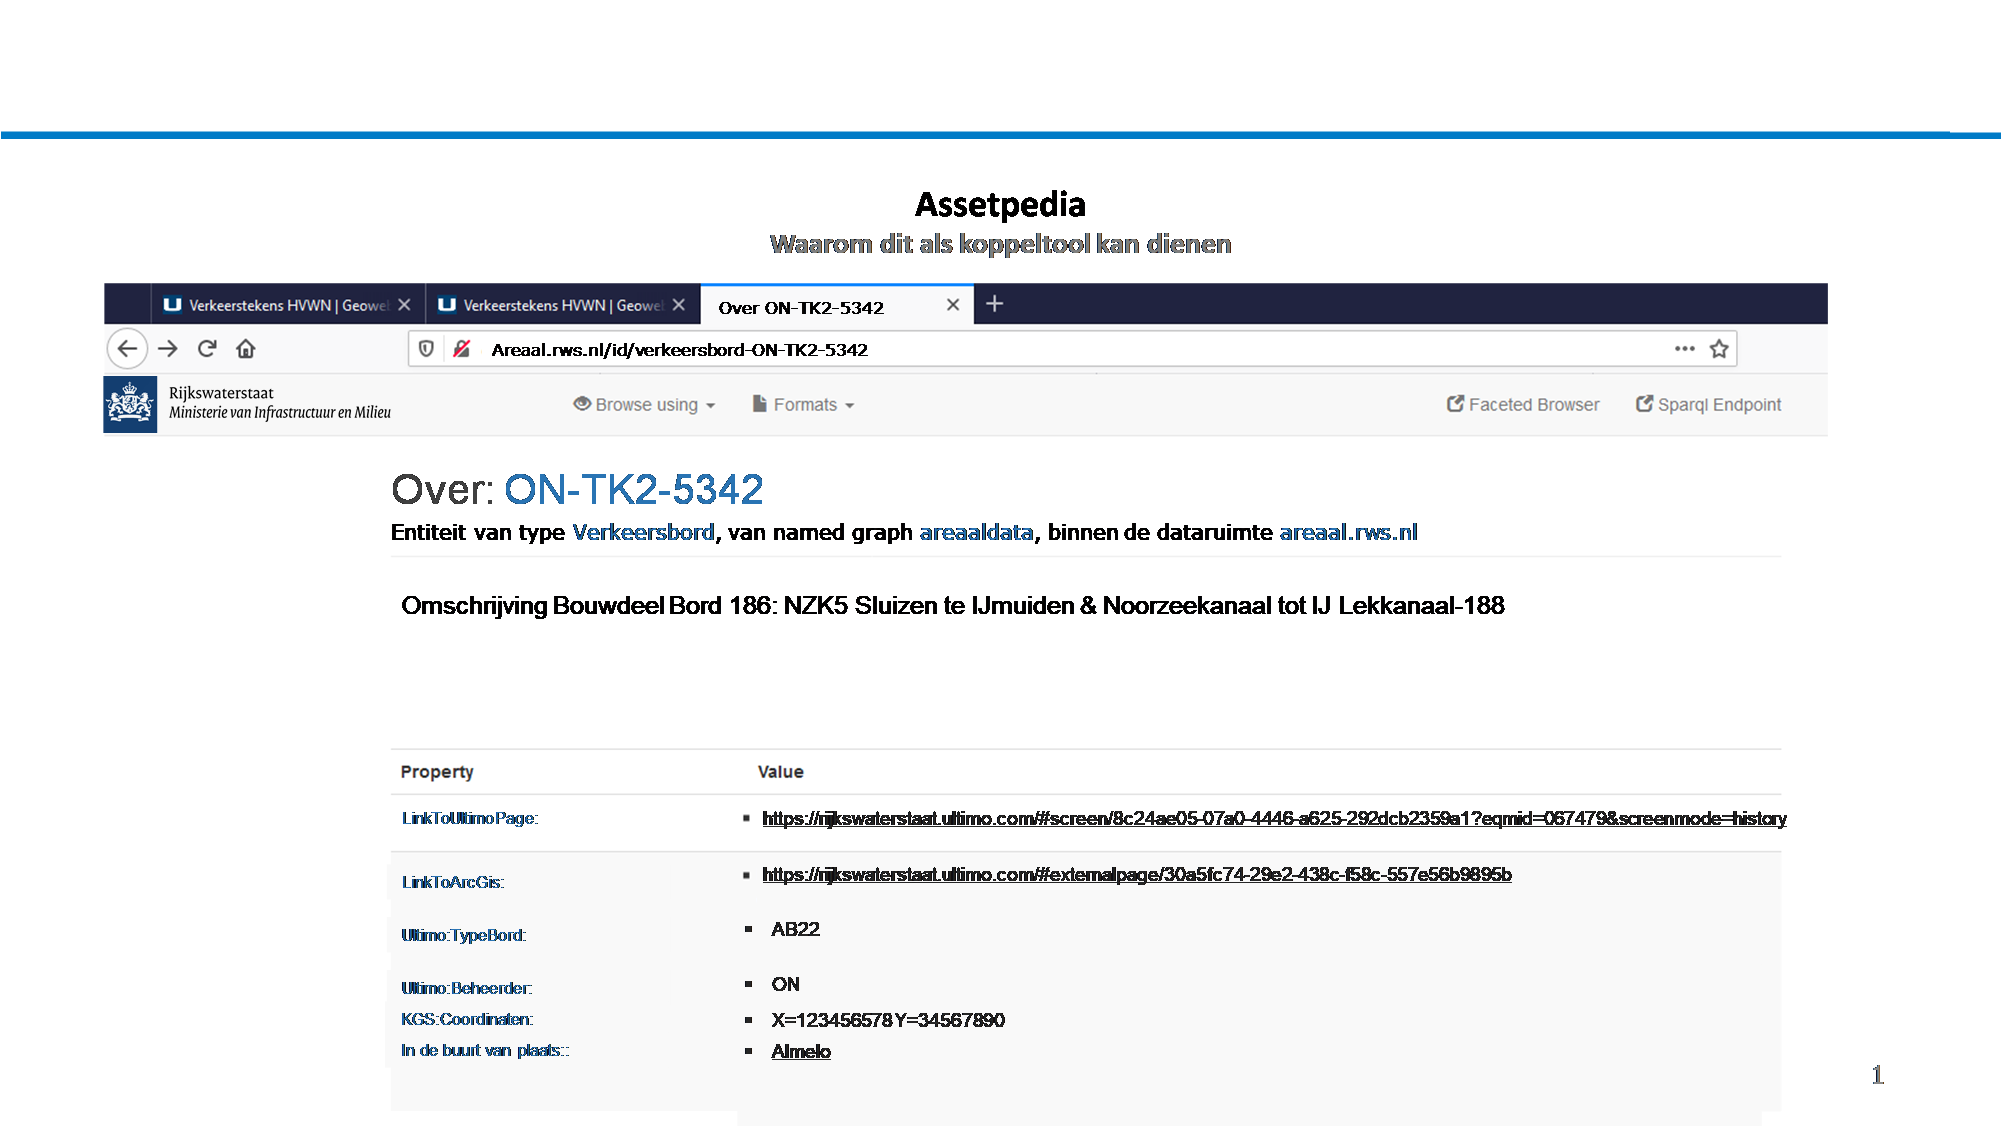 Assetpedia
Waarom dit als koppeltool kan dienen
Verkeerstekens HVWN | Geowe
Verkeerstekens HVWN | Geowe
Over ON-TK2-5342
Areaal.rws.nl/id/verkeersbord-ON-TK2-5342
Rijkswaterstaat
Ministerie van Infrastructuur en Milieu
Browse using
Formats
Faceted Browser
Sparql Endpoint
Over: ON-TK2-5342
Entiteit van type Verkeersbord, van named graph areaaldata, binnen de dataruimte areaal.rws.nl
Omschrijving Bouwdeel Bord 186: NZK5 Sluizen te IJmuiden & Noorzeekanaal tot IJ Lekkanaal-188
Property Value
LinkToUltimoPage: https://rijkswaterstaat.ultimo.com/#screen/8c24ae05-07a0-4446-a625-292dcb2359a1?eqmid=067479&screenmode=history
LinkToArcGis: https://rijkswaterstaat.ultimo.com/#externalpage/30a5fc74-29e2-438c-f58c-557e56b9895b
Ultimo:TypeBord: AB22
Ultimo:Beheerder: ON
KGS:Coordinaten: X=123456578 Y=34567890
In de buurt van plaats:: Almelo
1